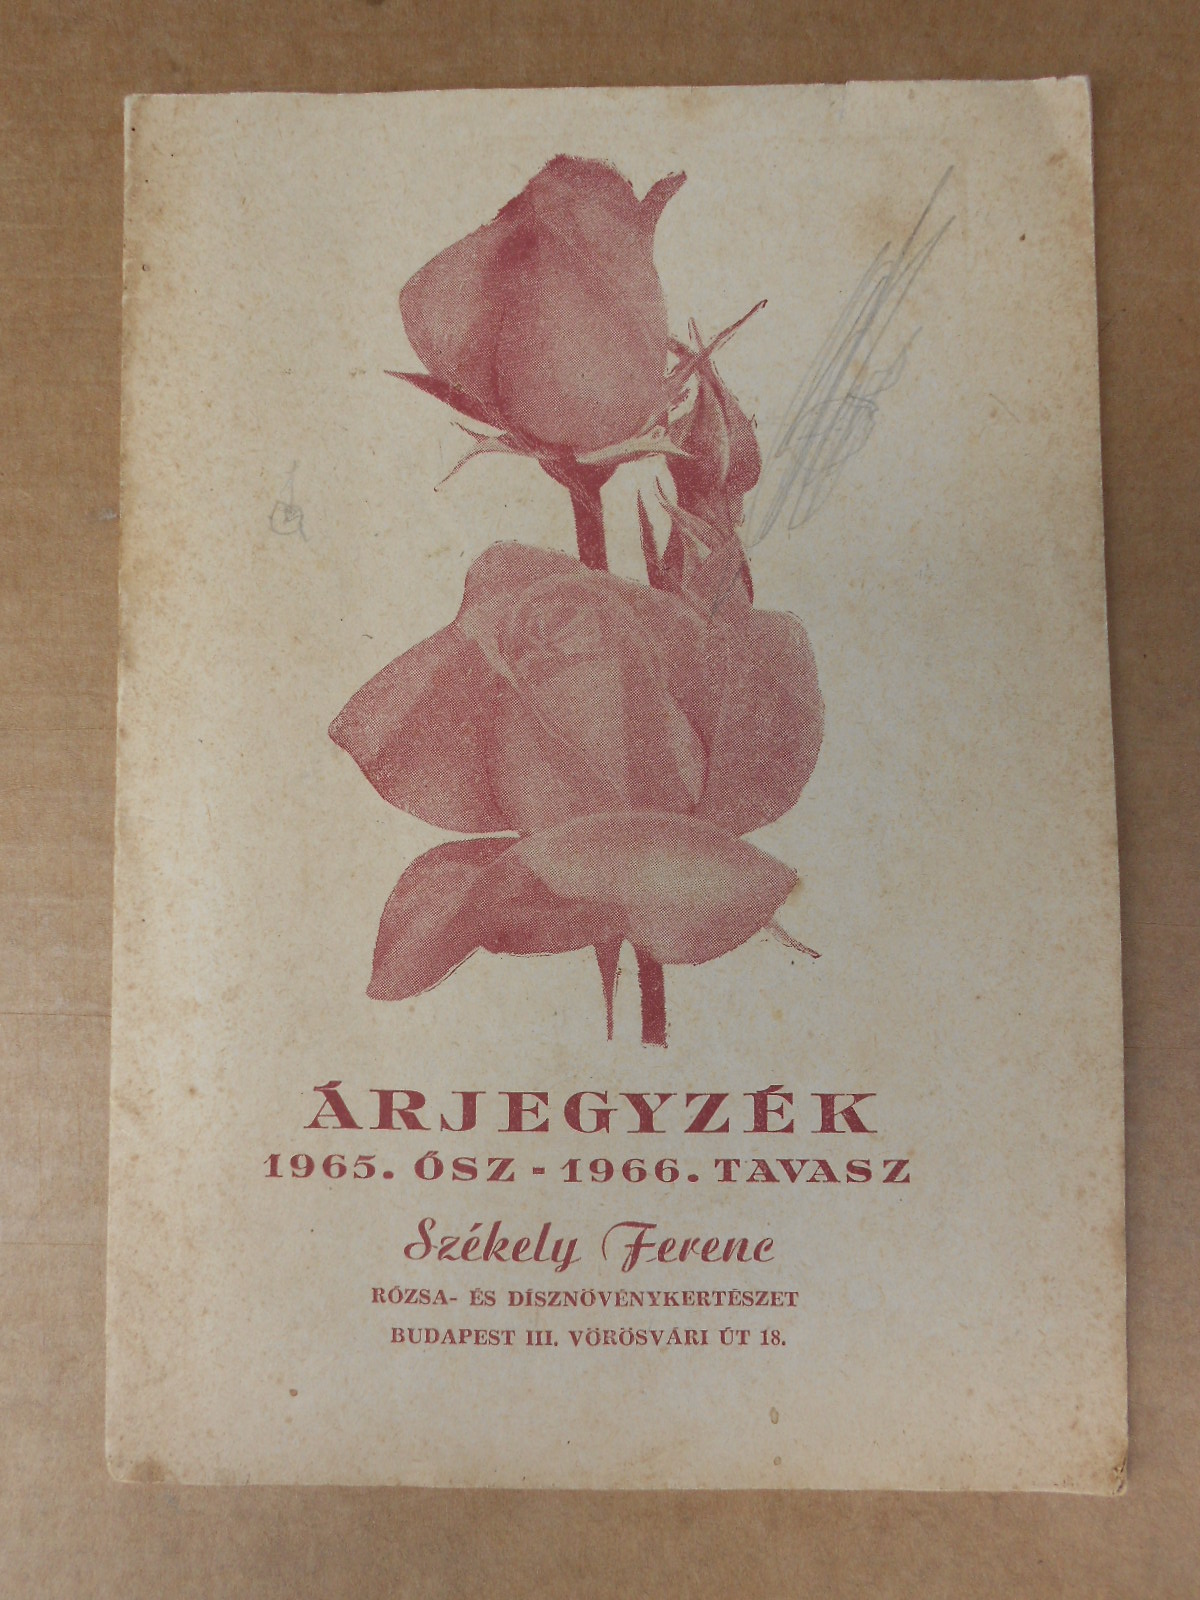 ÁRJEGYZÉK
1965. ŐSZ - 1966. TAVASZ
Székely Ferenc
RÓZSA- ÉS DÍSZNÖVÉNYKERTÉSZET
BUDAPEST III. VÖRÖSVÁRI ÚT 18.